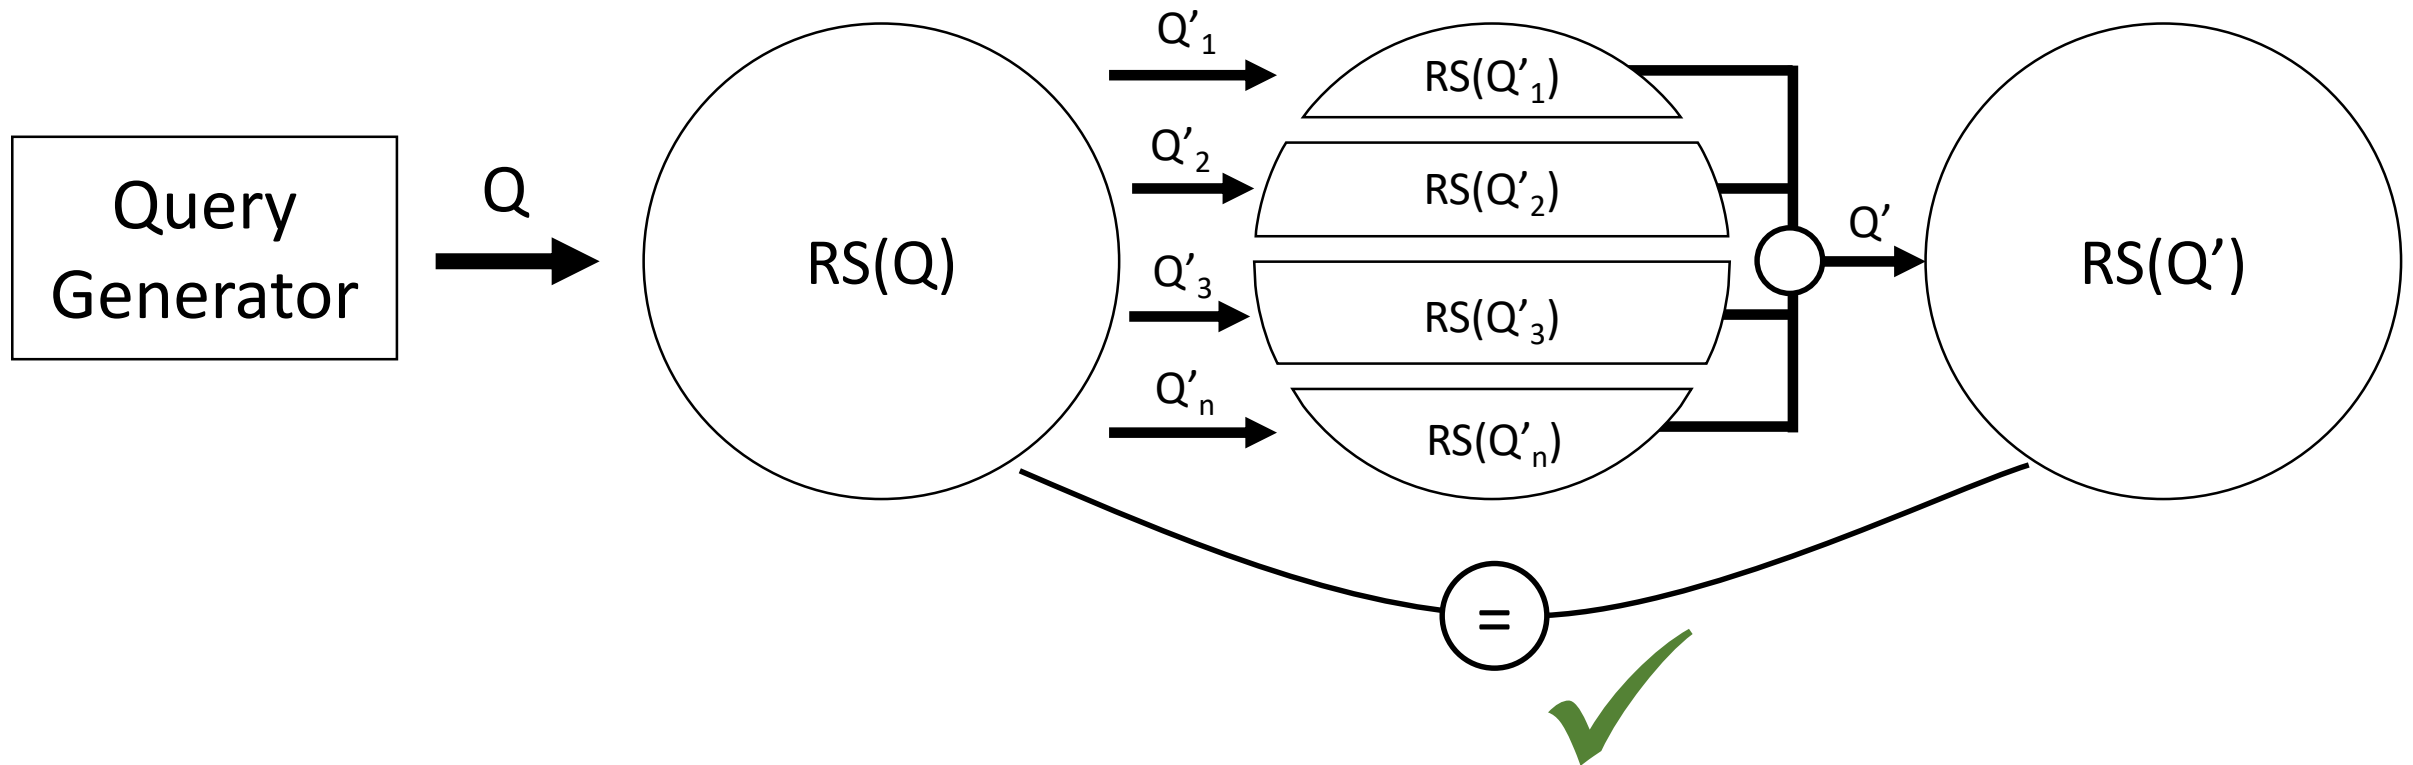 Query
Generator
Q
RS(Q)
Q’1
Q’2
Q’3
Q’n
RS(Q’1)
RS(Q’2)
RS(Q’3)
RS(Q’n)
Q’
RS(Q’)
=